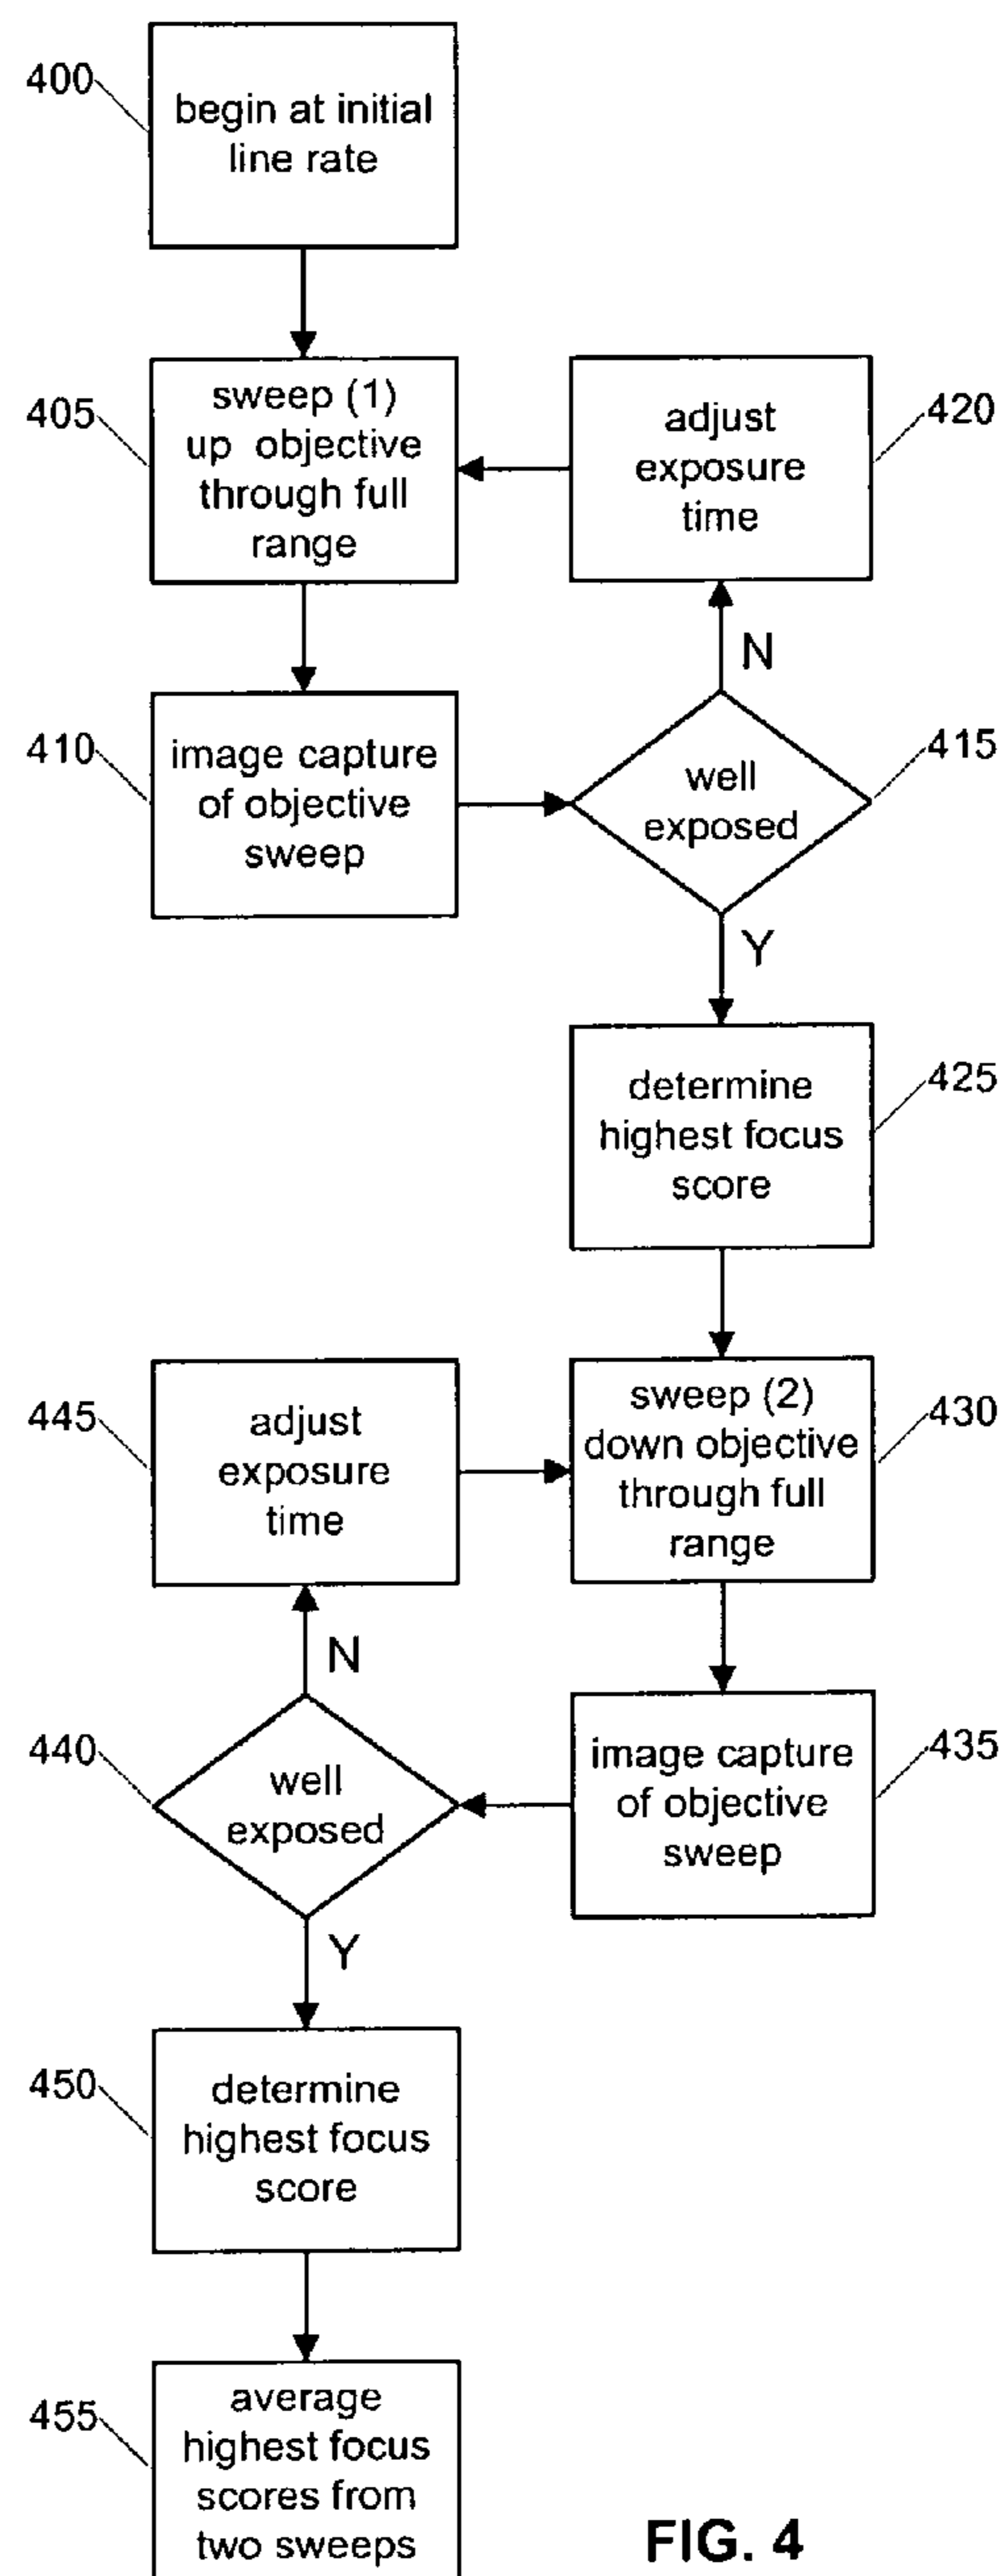 400
begin at initial
line rate
405
sweep (1)
up objective
through full
range
adjust
exposure
time
420
N
410
image capture
of objective
sweep
well
exposed
415
Y
determine
highest focus
score
425
445
adjust
exposure
time
sweep (2)
down objective
through full
range
430
N
440
well
exposed
image capture
of objective
sweep
435
Y
450
determine
highest focus
score
455
average
highest focus
scores from
two sweeps
FIG. 4